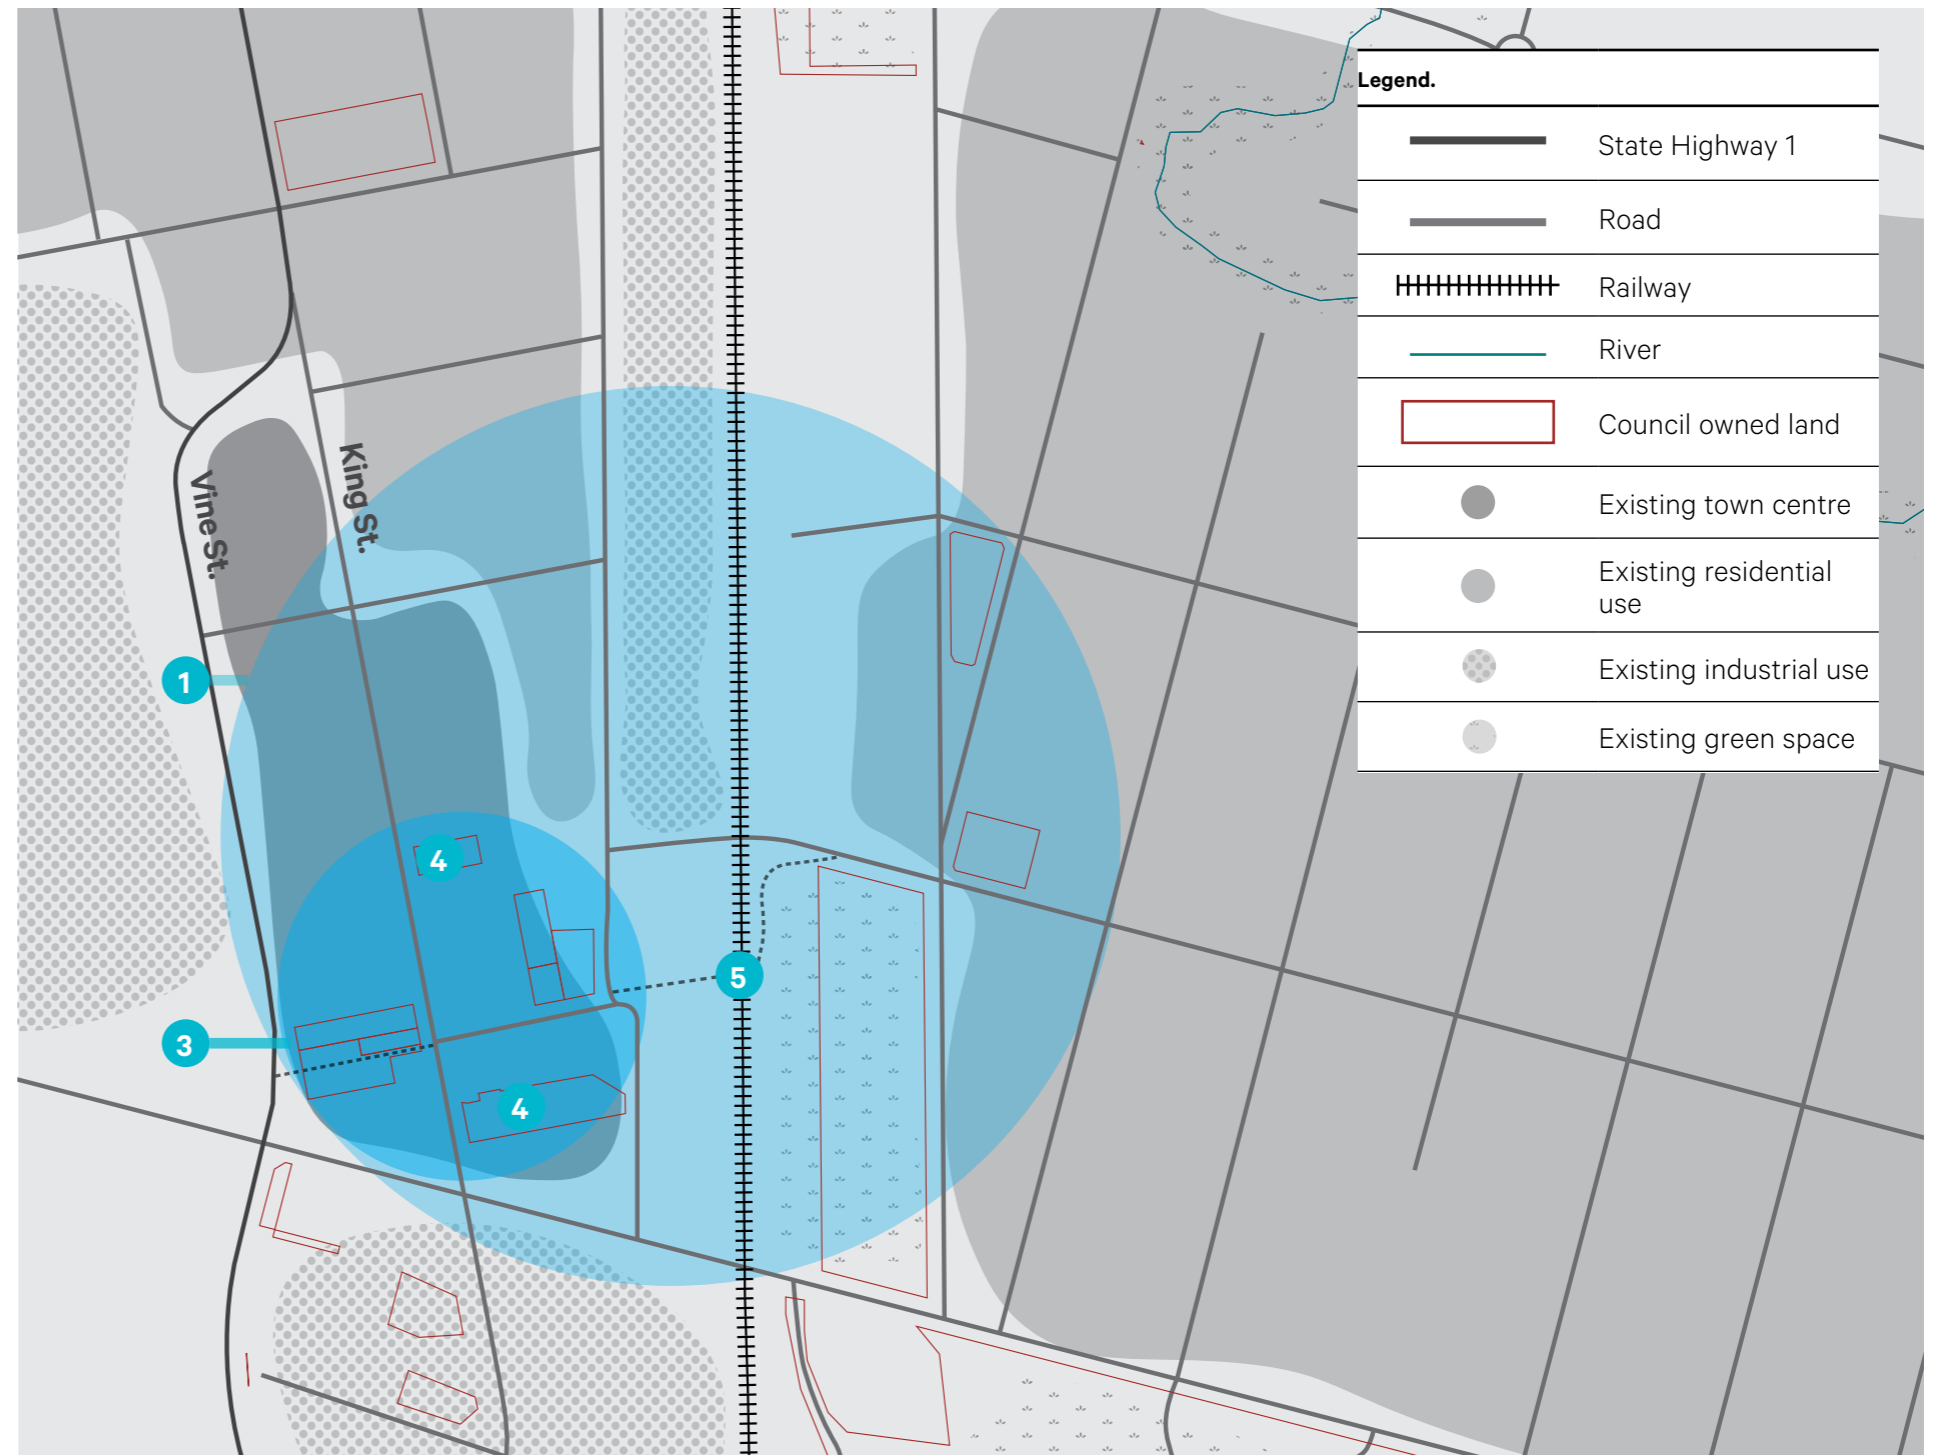 Legend.
State Highway 1
Road
Railway
River
Council owned land
Existing town centre
Existing residential
use
Existing industrial use
Existing green space
King St.
Vine St.
1
4
5
3
4